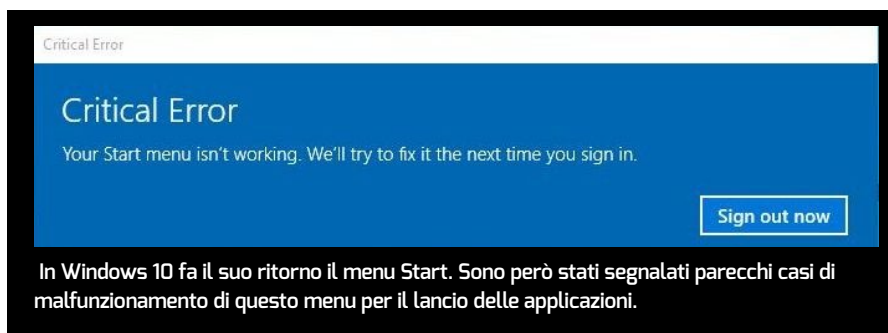 Critical Error
Critical Error
Your Start menu isn't working. We'll try to fix it the next time you sign in.
Sign out now
In Windows 10 fa il suo ritorno il menu Start. Sono però stati segnalati parecchi casi di
malfunzionamento di questo menu per il lancio delle applicazioni.